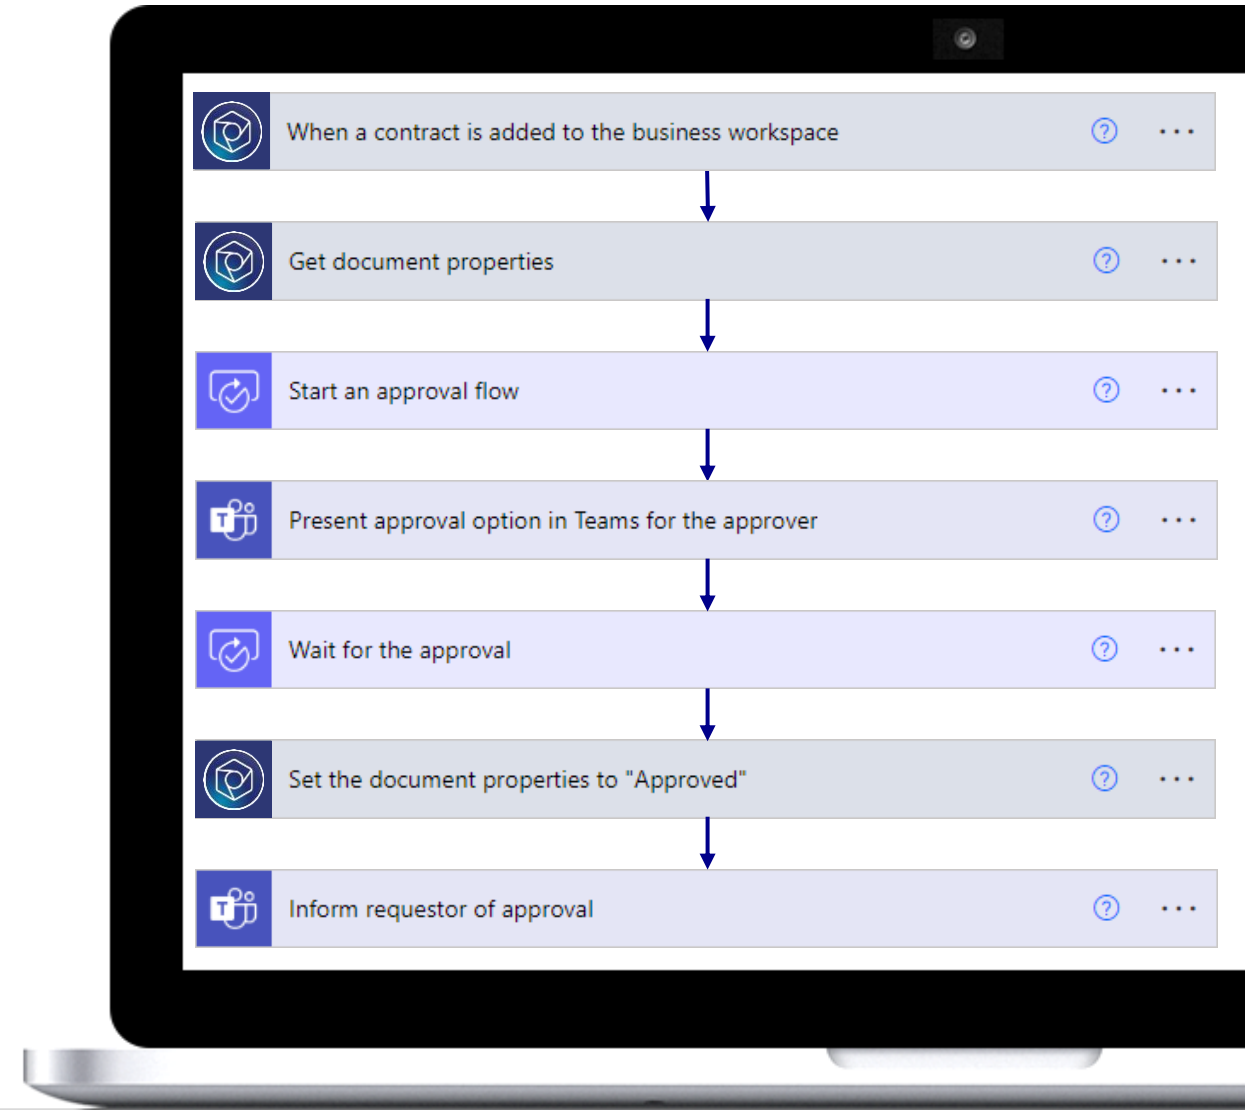 When a contract is added to the business workspace
Get document properties
Start an approval flow
T
Present approval option in Teams for the approver
Wait for the approval
Set the document properties to "Approved"
T
Inform requestor of approval